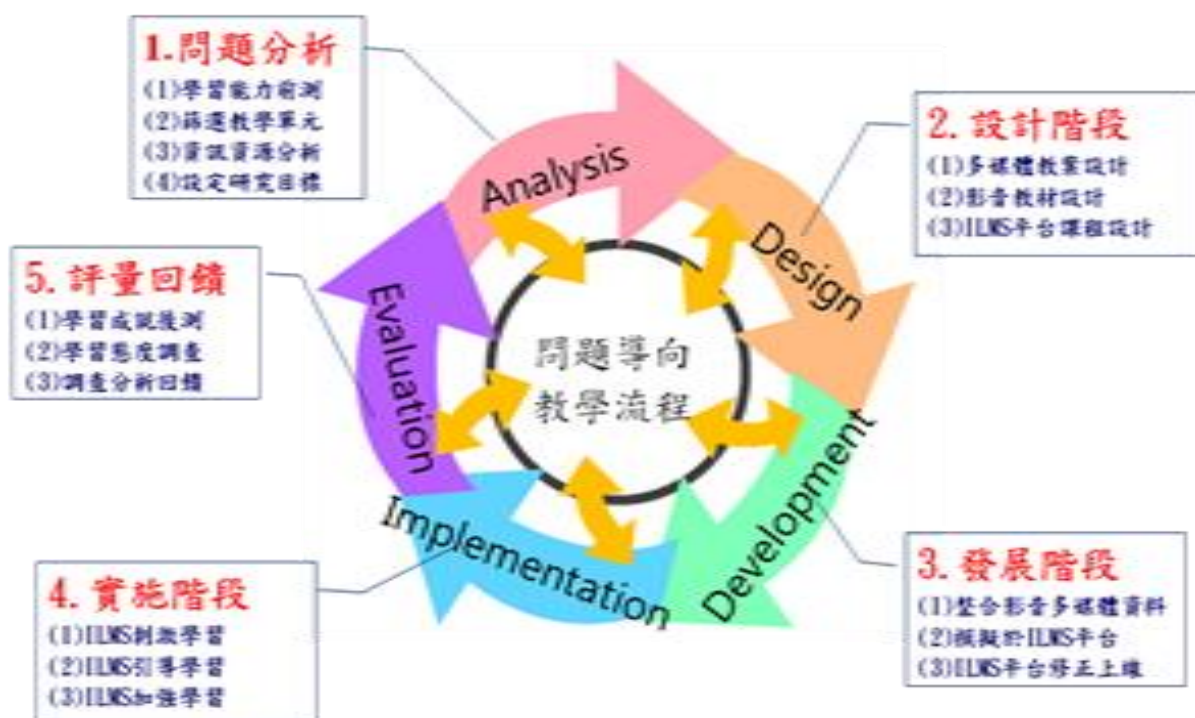 1.問題分析
(1)學習能力前測
(2)篩選教學單元
(3)資訊資源分析
(4)設定研究目標
2.設計階段
(1)多媒體教案設計
(2)影音教材設計
(3)ILMS平台課程設計
3.發展階段
(1)整合影音多媒體資料
(2)模擬於ILMS平台
(3)ILMS平台修正上線
4.實施階段
(1)ILMS刺激學習
(2)ILMS引導學習
(3)ILMS加強學習
5.評量回饋
(1)學習成就後測
(2)學習態度調查
(3)調查分析回饋
Analysis
Design
Development
Implementation
Evaluation
問題導向
教學流程